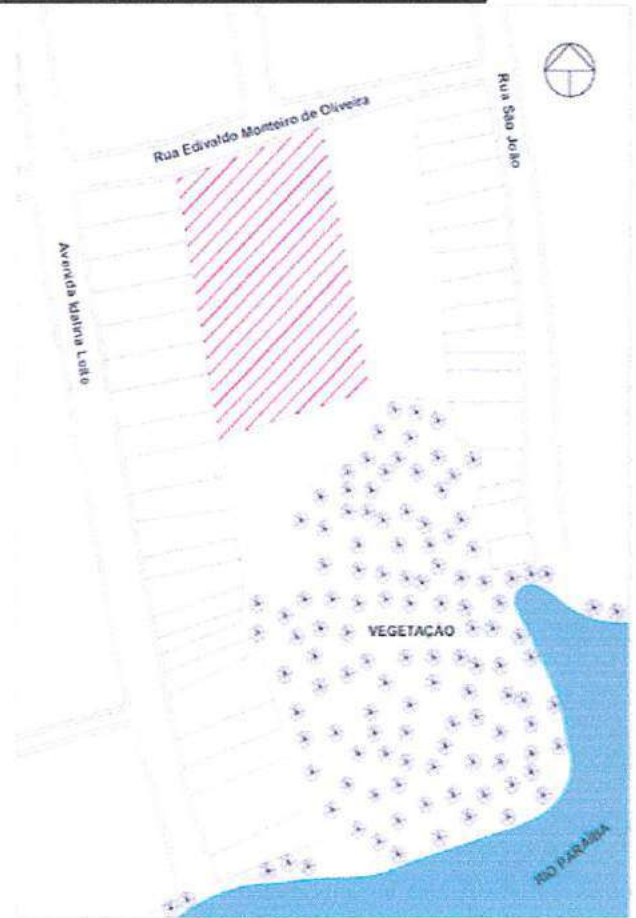 Rua Edivaldo Monteiro de Oliveira
Rua São João
Avenida Idalina Leite
VEGETAÇÃO
RIO PARAÍBA